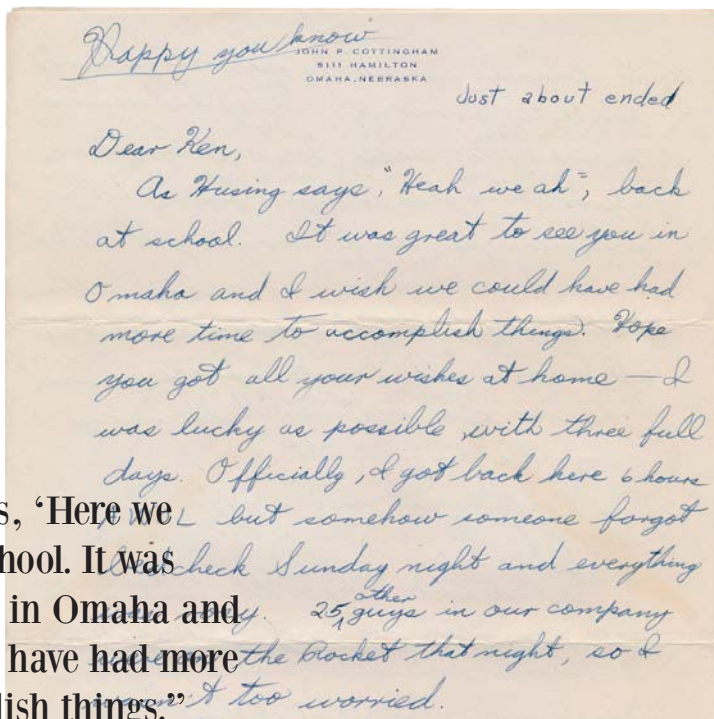 Happy you know
JOHN P. COTTINGHAM
5111 HAMILTON
OMAHA, NEBRASKA
Just about ended
Dear Ken,
As Husing says, "Heah we ah", back
at school. It was great to see you in
Omaha and I wish we could have had
more time to accomplish things. Hope
you got all your wishes at home — I
was lucky as possible, with three full
days. Officially, I got back here 6 hours
but somehow someone forgot
check Sunday night and everything
25 other guys in our company
the Rocket that night, so I
too worried.
s, ‘Here we
hool. It was
in Omaha and
have had more
lish things.”